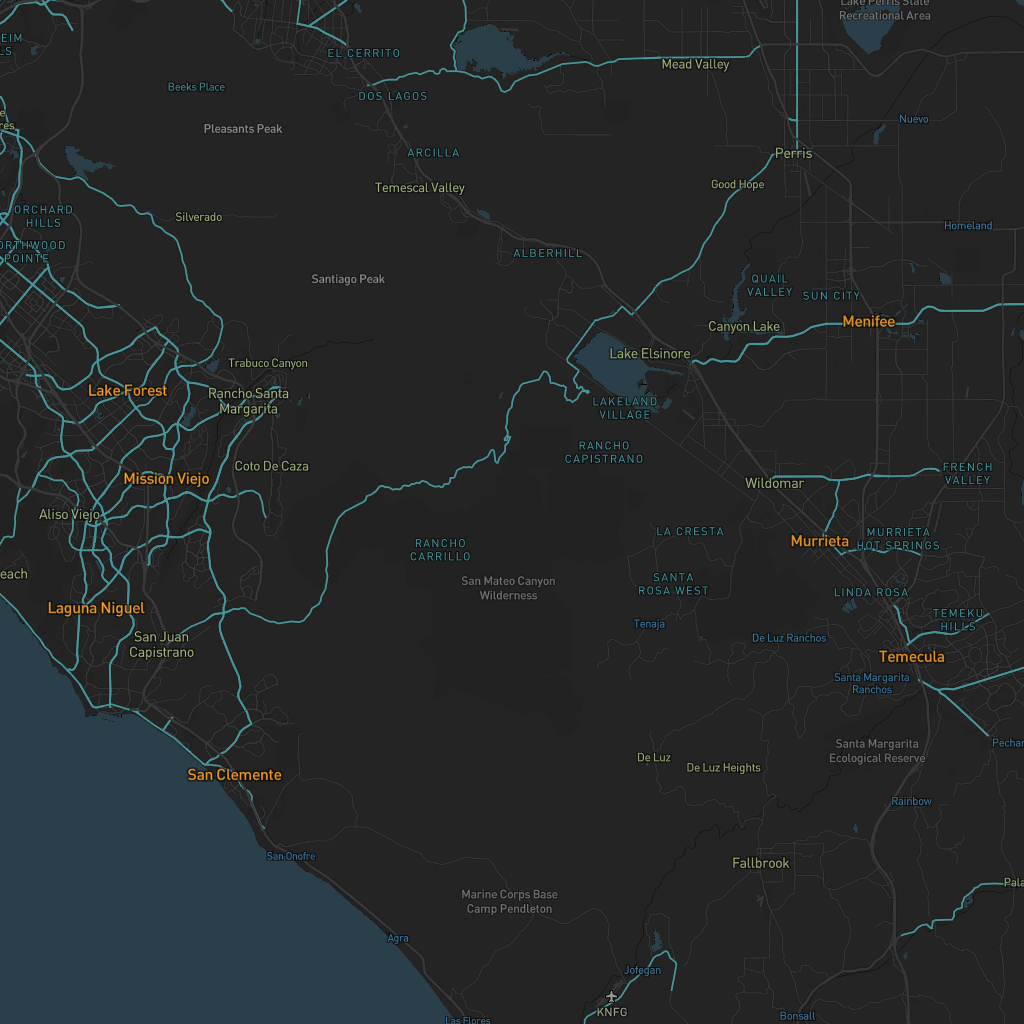 Lake Perris State
Recreational Area
EL CERRITO
Mead Valley
Beeks Place
DOS LAGOS
Nuevo
Pleasants Peak
ARCILLA
Perris
Temescal Valley
Good Hope
ORCHARD
HILLS
Silverado
Homeland
POINTE
ALBERHILL
Santiago Peak
QUAIL
VALLEY
SUN CITY
Canyon Lake
Menifee
Lake Elsinore
Trabuco Canyon
Lake Forest
Rancho Santa
Margarita
LAKELAND
VILLAGE
RANCHO
CAPISTRANO
Coto De Caza
Mission Viejo
Wildomar
FRENCH
VALLEY
Aliso Viejo
LA CRESTA
Murrieta
MURRIETA
HOT SPRINGS
RANCHO
CARRILLO
San Mateo Canyon
Wilderness
SANTA
ROSA WEST
LINDA ROSA
Laguna Niguel
TEMEKU
HILLS
Tenaja
San Juan
Capistrano
De Luz Ranchos
Temecula
Santa Margarita
Ranchos
Santa Margarita
Ecological Reserve
De Luz
De Luz Heights
San Clemente
Rainbow
San Onofre
Fallbrook
Marine Corps Base
Camp Pendleton
Agra
Jofegan
KNFG
Las Flores
Bonsall